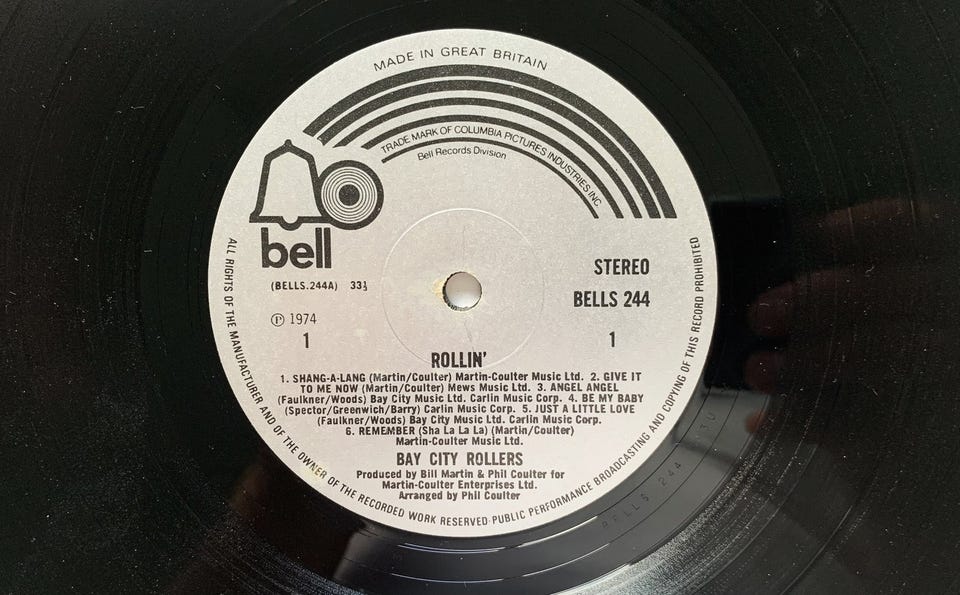 MADE IN GREAT BRITAIN
TRADE MARK OF COLUMBIA PICTURES INDUSTRIES INC.
Bell Records Division
bell
STEREO
(BELLS.244A) 33⅓
BELLS 244
℗ 1974
1
1
ROLLIN'
1. SHANG-A-LANG (Martin/Coulter) Martin-Coulter Music Ltd. 2. GIVE IT
TO ME NOW (Martin/Coulter) Mews Music Ltd. 3. ANGEL ANGEL
(Faulkner/Woods) Bay City Music Ltd. Carlin Music Corp. 4. BE MY BABY
(Spector/Greenwich/Barry) Carlin Music Corp. 5. JUST A LITTLE LOVE
(Faulkner/Woods) Bay City Music Ltd. Carlin Music Corp.
6. REMEMBER (Sha La La La) (Martin/Coulter)
Martin-Coulter Music Ltd.
BAY CITY ROLLERS
Produced by Bill Martin & Phil Coulter for
Martin-Coulter Enterprises Ltd.
Arranged by Phil Coulter
ALL RIGHTS OF THE MANUFACTURER AND OF THE OWNER OF THE RECORDED WORK RESERVED·PUBLIC PERFORMANCE BROADCASTING AND COPYING OF THIS RECORD PROHIBITED
BELLS 244